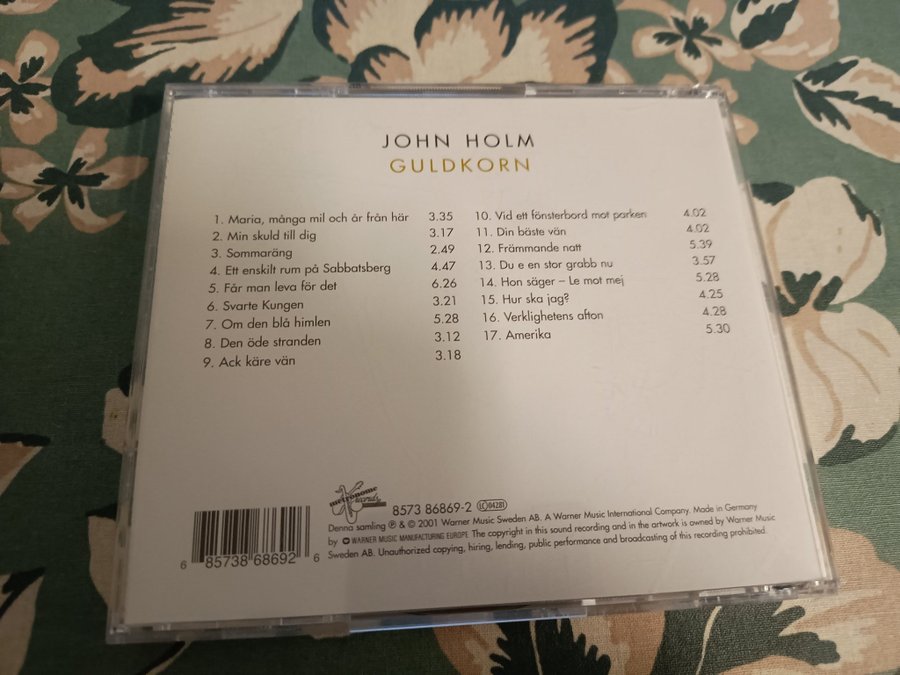 JOHN HOLM
GULDKORN
1. Maria, många mil och år från här 3.35
2. Min skuld till dig 3.17
3. Sommaräng 2.49
4. Ett enskilt rum på Sabbatsberg 4.47
5. Får man leva för det 6.26
6. Svarte Kungen 3.21
7. Om den blå himlen 5.28
8. Den öde stranden 3.12
9. Ack käre vän 3.18
10. Vid ett fönsterbord mot parken 4.02
11. Din bäste vän 4.02
12. Främmande natt 5.39
13. Du e en stor grabb nu 3.57
14. Hon säger – Le mot mej 5.28
15. Hur ska jag? 4.25
16. Verklighetens afton 4.28
17. Amerika 5.30
metronome
records
8573 86869-2 LC 04281
Denna samling ℗ & © 2001 Warner Music Sweden AB. A Warner Music International Company. Made in Germany
by WARNER MUSIC MANUFACTURING EUROPE. The copyright in this sound recording and in the artwork is owned by Warner Music
Sweden AB. Unauthorized copying, hiring, lending, public performance and broadcasting of this recording prohibited.
6 85738 68692 6